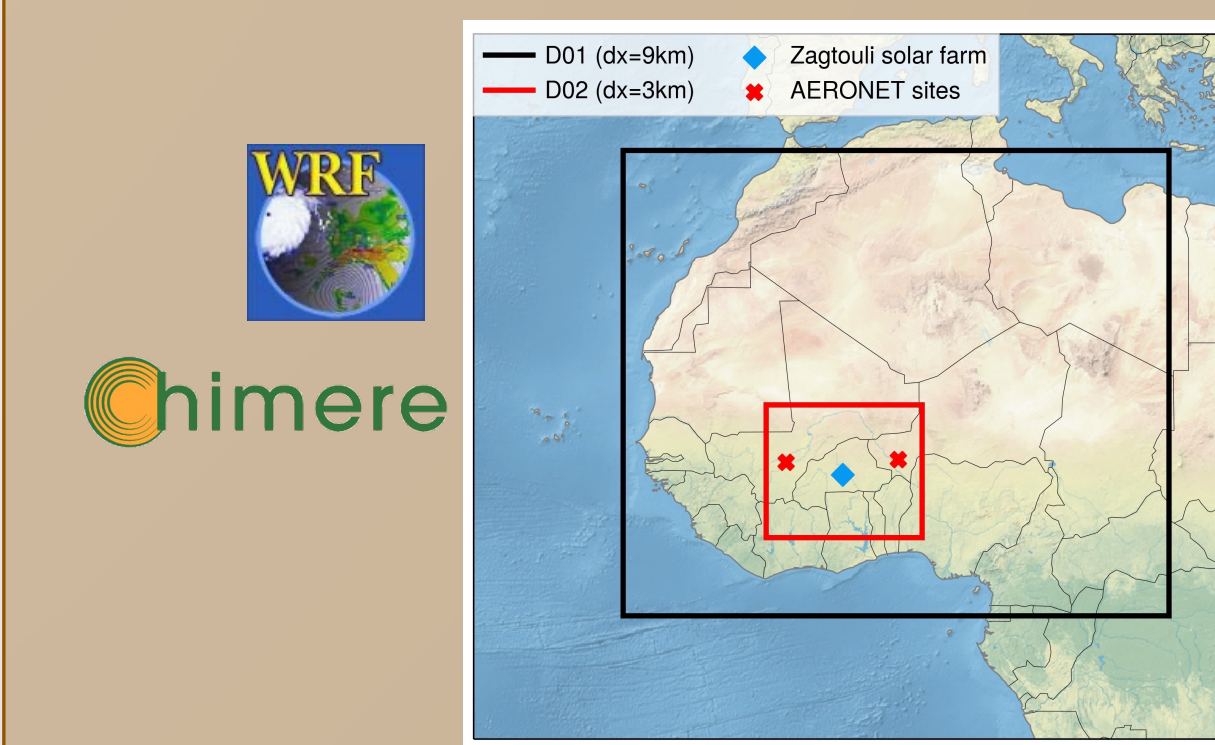 D01 (dx=9km)
D02 (dx=3km)
Zagtouli solar farm
AERONET sites
WRF
Chimere